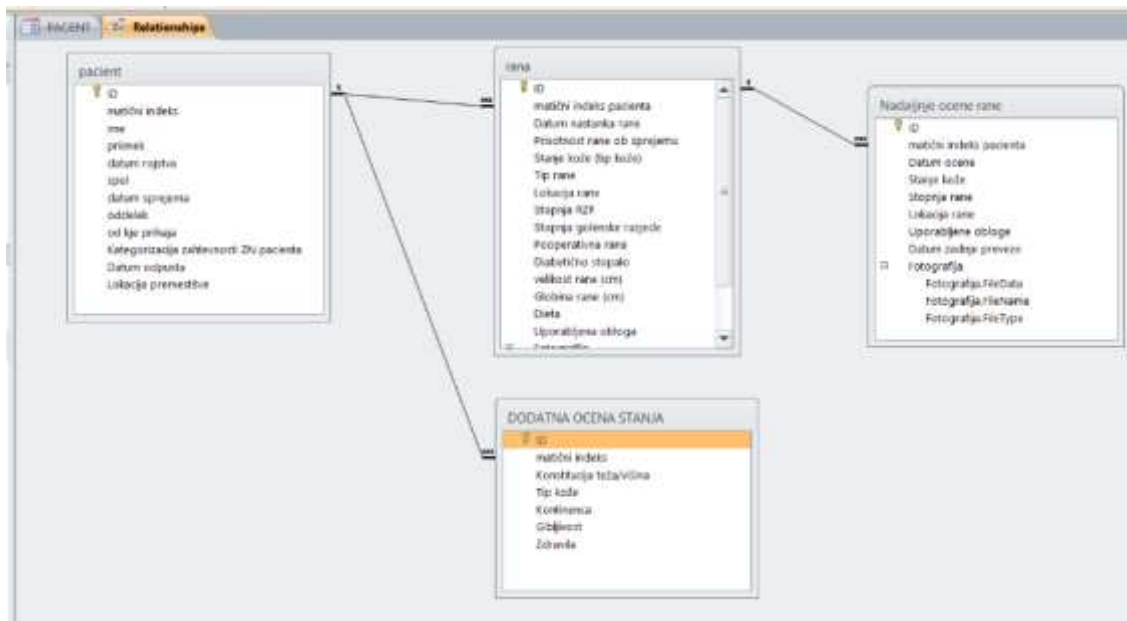 PACIENT
Relationships
pacient
ID
matični indeks
ime
priimek
datum rojstva
spol
datum sprejema
oddelek
od kje prihaja
Kategorizacija zahtevnosti ZN pacienta
Datum odpusta
Lokacija premestitve
rana
ID
matični indeks pacienta
Datum nastanka rane
Prisotnost rane ob sprejemu
Stanje kože (tip kože)
Tip rane
Lokacija rane
Stopnja RZP
Stopnja golenske razjede
Pooperativna rana
Diabetično stopalo
velikost rane (cm)
Globina rane (cm)
Dieta
Uporabljena obloga
Fotografija
Nadaljnje ocene rane
ID
matični indeks pacienta
Datum ocene
Stanje kože
Stopnja rane
Lokacija rane
Uporabljene obloge
Datum zadnje preveze
Fotografija
Fotografija.FileData
Fotografija.FileName
Fotografija.FileType
DODATNA OCENA STANJA
ID
matični indeks
Konstitucija teža/višina
Tip kože
Kontinenca
Gibljivost
Zdravila